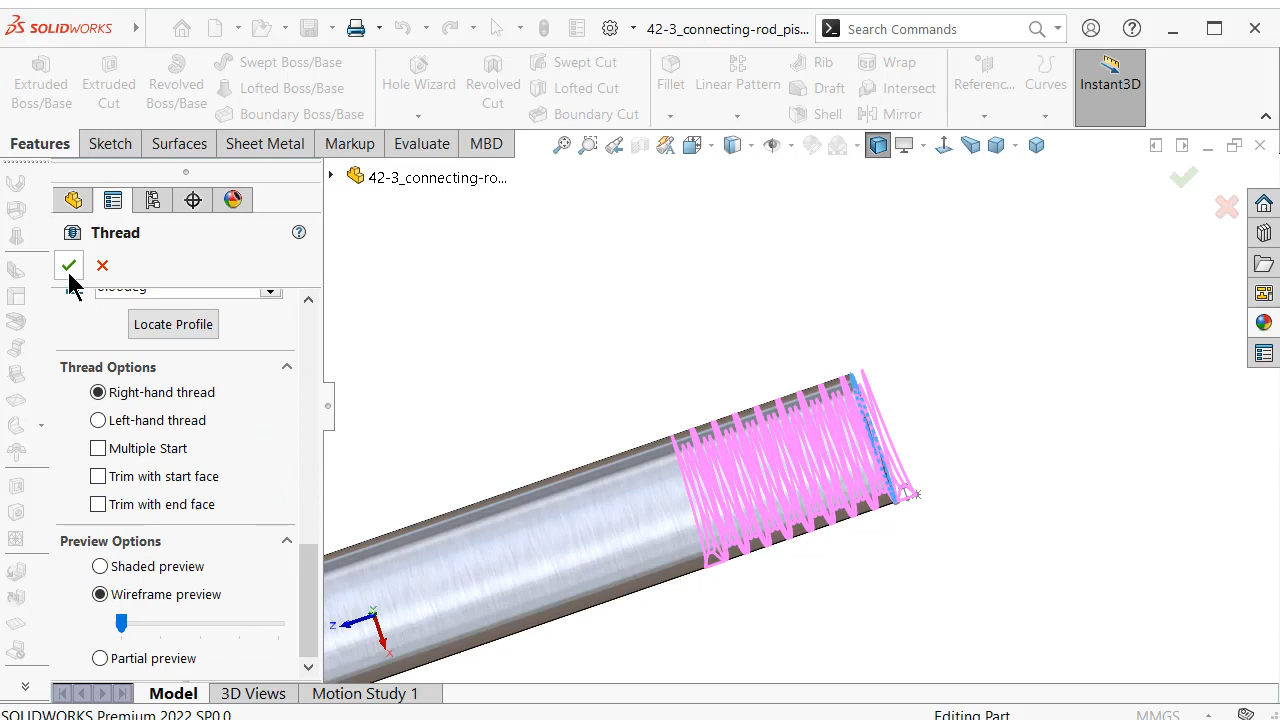 SOLIDWORKS
42-3_connecting-rod_pis...
Search Commands
Extruded Boss/Base
Extruded Cut
Revolved Boss/Base
Swept Boss/Base
Lofted Boss/Base
Boundary Boss/Base
Hole Wizard
Revolved Cut
Swept Cut
Lofted Cut
Boundary Cut
Fillet
Linear Pattern
Rib
Draft
Shell
Wrap
Intersect
Mirror
Referenc...
Curves
Instant3D
Features
Sketch
Surfaces
Sheet Metal
Markup
Evaluate
MBD
42-3_connecting-ro...
Thread
Locate Profile
Thread Options
Right-hand thread
Left-hand thread
Multiple Start
Trim with start face
Trim with end face
Preview Options
Shaded preview
Wireframe preview
Partial preview
Y
Z
X
Model
3D Views
Motion Study 1
SOLIDWORKS Premium 2022 SP0.0
Editing Part
MMGS